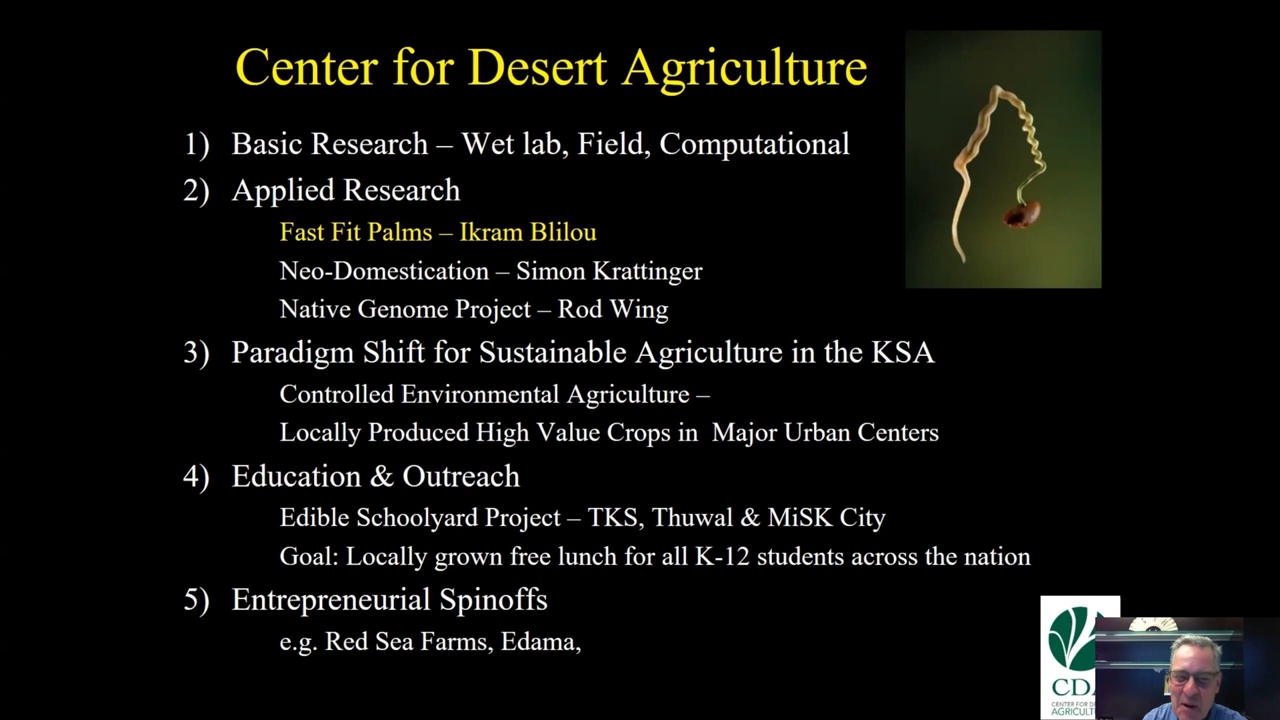 Center for Desert Agriculture
1) Basic Research – Wet lab, Field, Computational
2) Applied Research
Fast Fit Palms – Ikram Blilou
Neo-Domestication – Simon Krattinger
Native Genome Project – Rod Wing
3) Paradigm Shift for Sustainable Agriculture in the KSA
Controlled Environmental Agriculture –
Locally Produced High Value Crops in Major Urban Centers
4) Education & Outreach
Edible Schoolyard Project – TKS, Thuwal & MiSK City
Goal: Locally grown free lunch for all K-12 students across the nation
5) Entrepreneurial Spinoffs
e.g. Red Sea Farms, Edama,
CENTER FOR